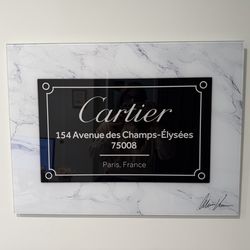 Cartier
154 Avenue des Champs-Élysées
75008
Paris, France